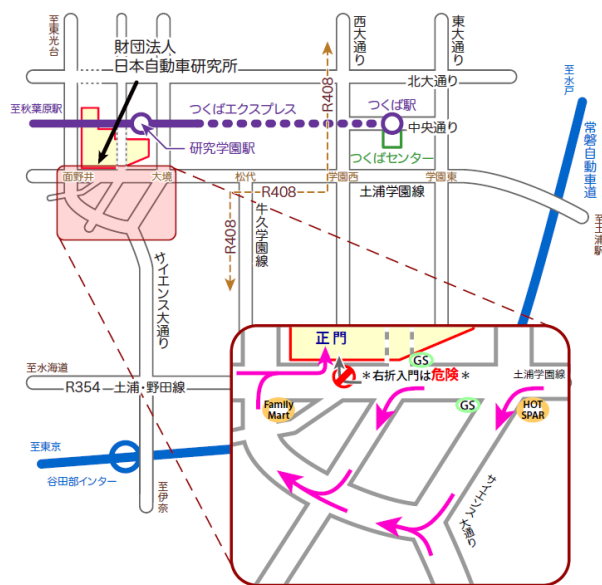 至東光台
財団法人
日本自動車研究所
西大通り
東大通り
北大通り
至水戸
至秋葉原駅
つくばエクスプレス
R408
つくば駅
中央通り
研究学園駅
つくばセンター
常磐自動車道
面野井
大境
松代
学園西
学園東
R408
土浦学園線
R408
牛久学園線
至土浦駅
サイエンス大通り
至水海道
R354 土浦・野田線
至東京
谷田部インター
至伊奈
正門
GS
＊右折入門は危険＊
土浦学園線
Family
Mart
GS
HOT
SPAR
サイエンス大通り